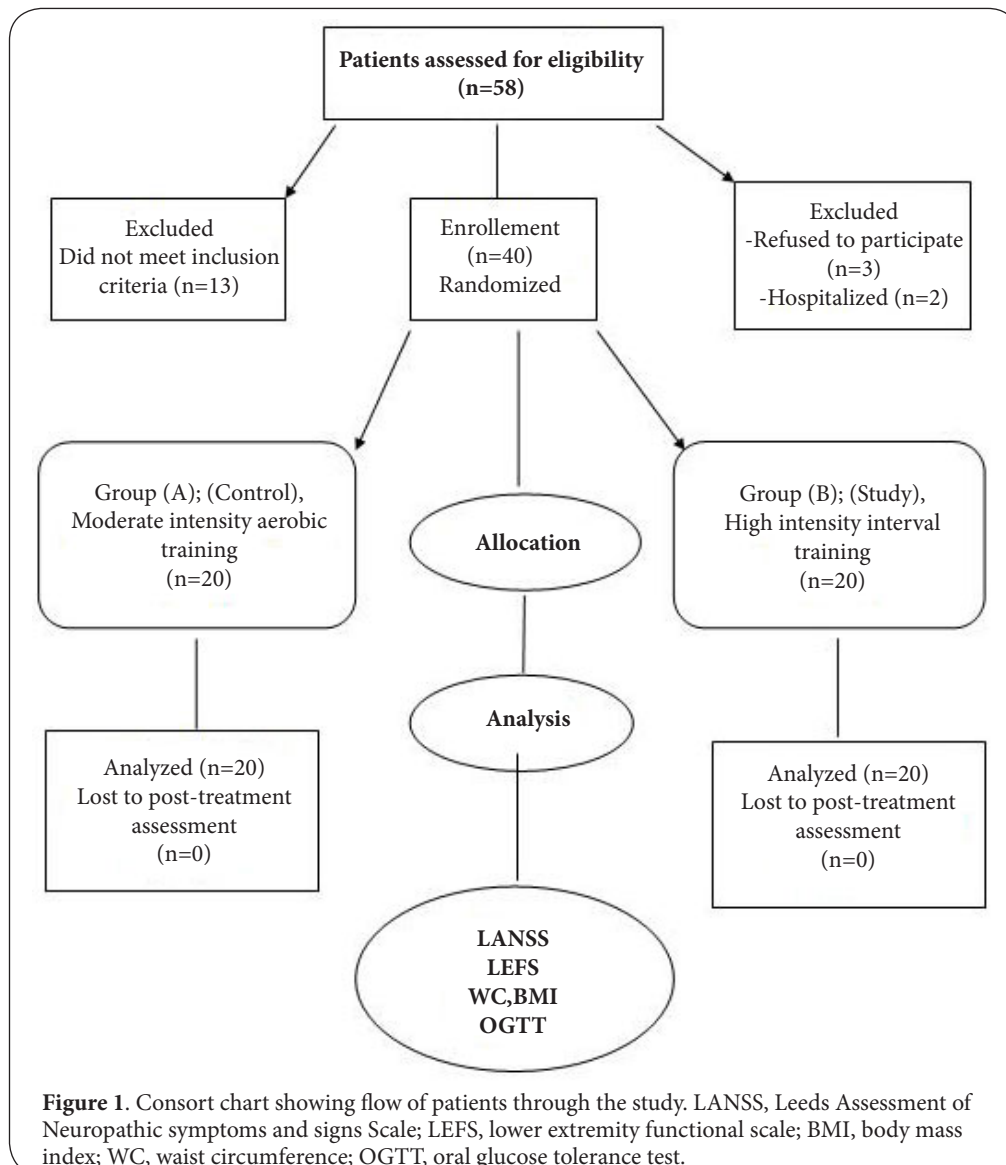 Patients assessed for eligibility
(n=58)
Excluded
Did not meet inclusion
criteria (n=13)
Enrollement
(n=40)
Randomized
Excluded
-Refused to participate
(n=3)
-Hospitalized (n=2)
Group (A); (Control),
Moderate intensity aerobic
training
(n=20)
Allocation
Group (B); (Study),
High intensity interval
training
(n=20)
Analysis
Analyzed (n=20)
Lost to post-treatment
assessment
(n=0)
Analyzed (n=20)
Lost to post-treatment
assessment
(n=0)
LANSS
LEFS
WC,BMI
OGTT
Figure 1. Consort chart showing flow of patients through the study. LANSS, Leeds Assessment of
Neuropathic symptoms and signs Scale; LEFS, lower extremity functional scale; BMI, body mass
index; WC, waist circumference; OGTT, oral glucose tolerance test.